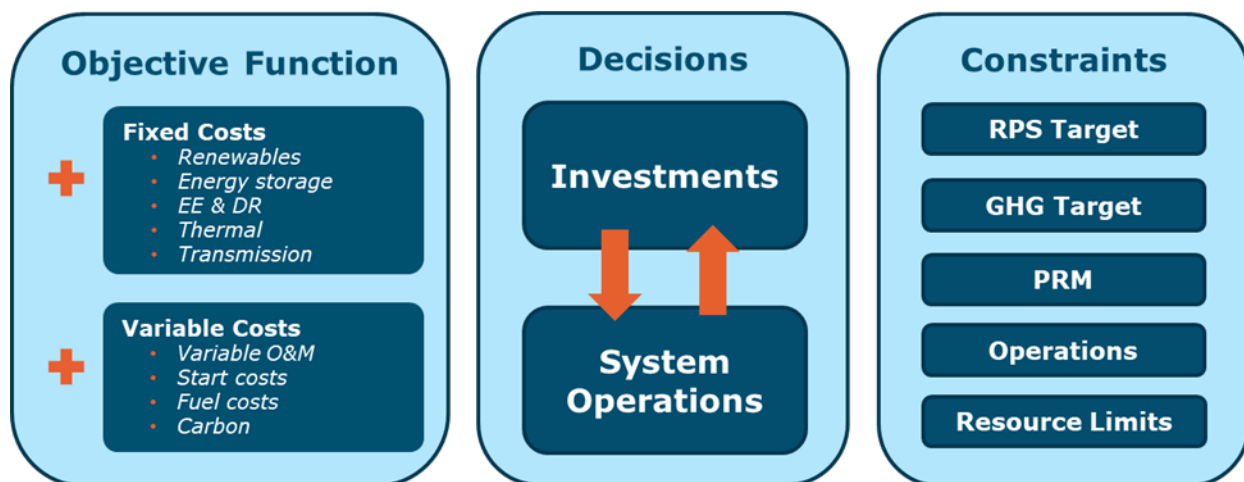 Objective Function
Fixed Costs
• Renewables
• Energy storage
• EE & DR
• Thermal
• Transmission
Variable Costs
• Variable O&M
• Start costs
• Fuel costs
• Carbon
Decisions
Investments
System
Operations
Constraints
RPS Target
GHG Target
PRM
Operations
Resource Limits